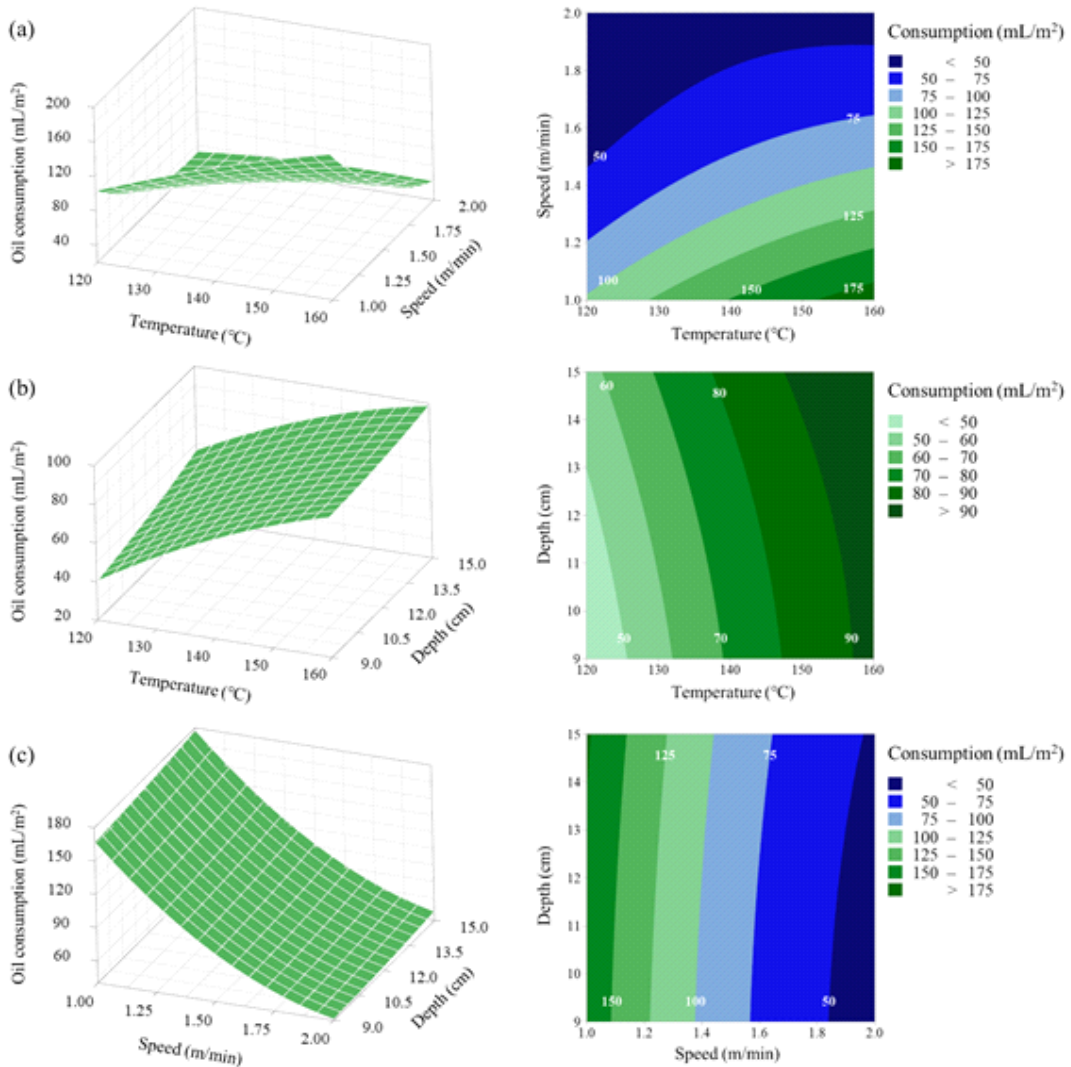 (a)
Oil consumption (mL/m²)
200
160
120
80
40
120
130
140
150
160
Temperature (℃)
1.00
1.25
1.50
1.75
2.00
Speed (m/min)
2.0
1.8
1.6
1.4
1.2
1.0
Speed (m/min)
50
75
100
125
150
175
120 130 140 150 160
Temperature (℃)
Consumption (mL/m²)
< 50
50 – 75
75 – 100
100 – 125
125 – 150
150 – 175
> 175
(b)
Oil consumption (mL/m²)
100
80
60
40
20
120
130
140
150
160
Temperature (℃)
9.0
10.5
12.0
13.5
15.0
Depth (cm)
15
14
13
12
11
10
9
Depth (cm)
60
80
50
70
90
120 130 140 150 160
Temperature (℃)
Consumption (mL/m²)
< 50
50 – 60
60 – 70
70 – 80
80 – 90
> 90
(c)
Oil consumption (mL/m²)
180
150
120
90
60
1.00
1.25
1.50
1.75
2.00
Speed (m/min)
9.0
10.5
12.0
13.5
15.0
Depth (cm)
15
14
13
12
11
10
9
Depth (cm)
125
75
150
100
50
1.0 1.2 1.4 1.6 1.8 2.0
Speed (m/min)
Consumption (mL/m²)
< 50
50 – 75
75 – 100
100 – 125
125 – 150
150 – 175
> 175